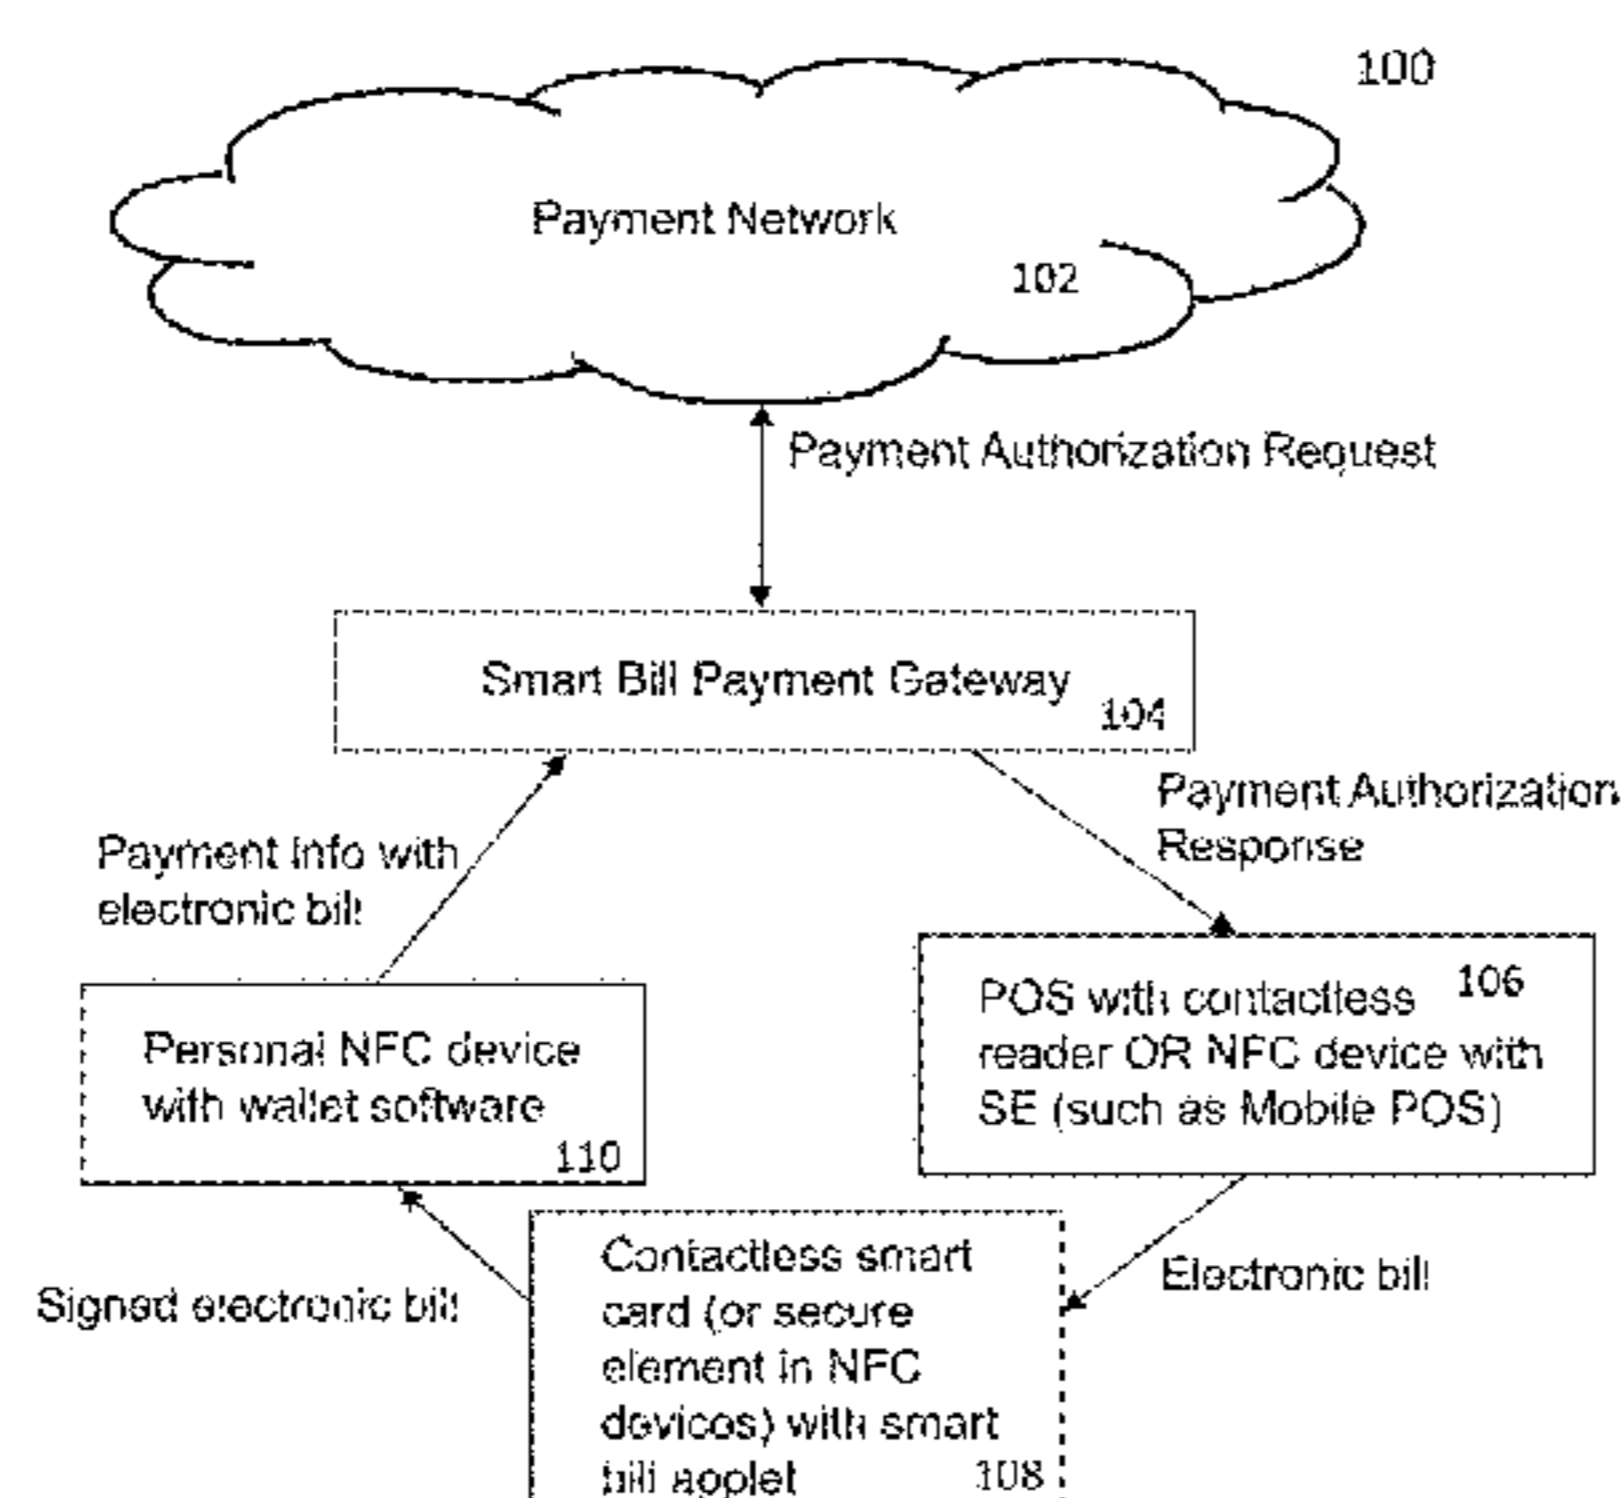 100
Payment Network
102
Payment Authorization Request
Smart Bill Payment Gateway
104
Payment Authorization
Response
Payment info with
electronic bill
POS with contactless 106
reader OR NFC device with
SE (such as Mobile POS)
Personal NFC device
with wallet software
110
Contactless smart
card (or secure
element in NFC
devices) with smart
bill applet 108
Electronic bill
Signed electronic bill